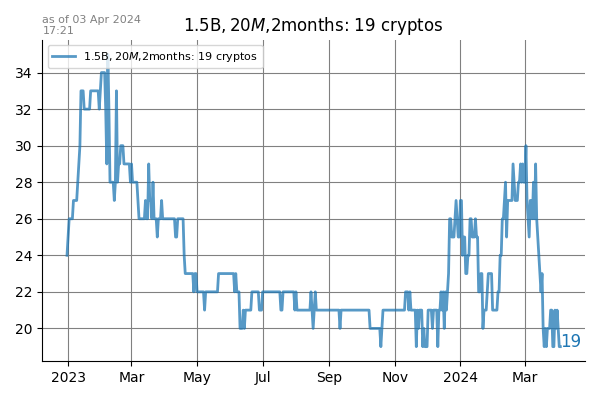 as of 03 Apr 2024
17:21
1.5B, 20M,2months: 19 cryptos
1.5B, 20M,2months: 19 cryptos
34
32
30
28
26
24
22
20
19
2023 Mar May Jul Sep Nov 2024 Mar